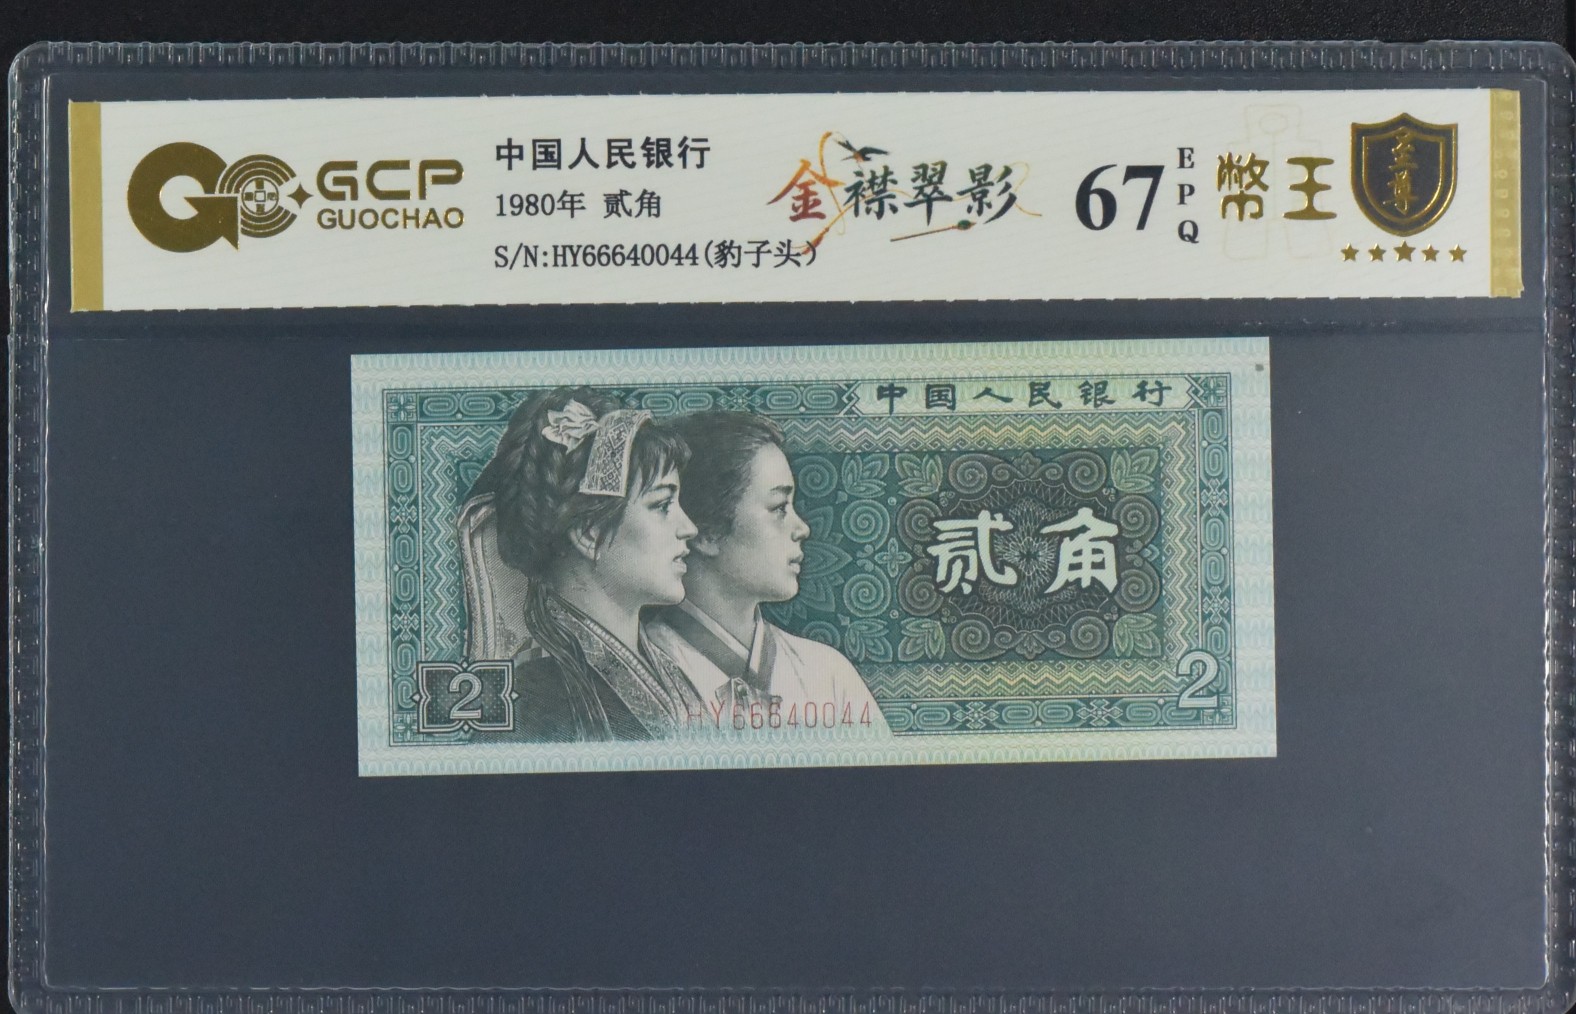 GCP
GUOCHAO
中国人民银行
1980年 贰角
S/N:HY66640044(豹子头)
金襟翠影
67
EPQ
幣王
至尊
中国人民银行
贰角
2
2
HY66640044